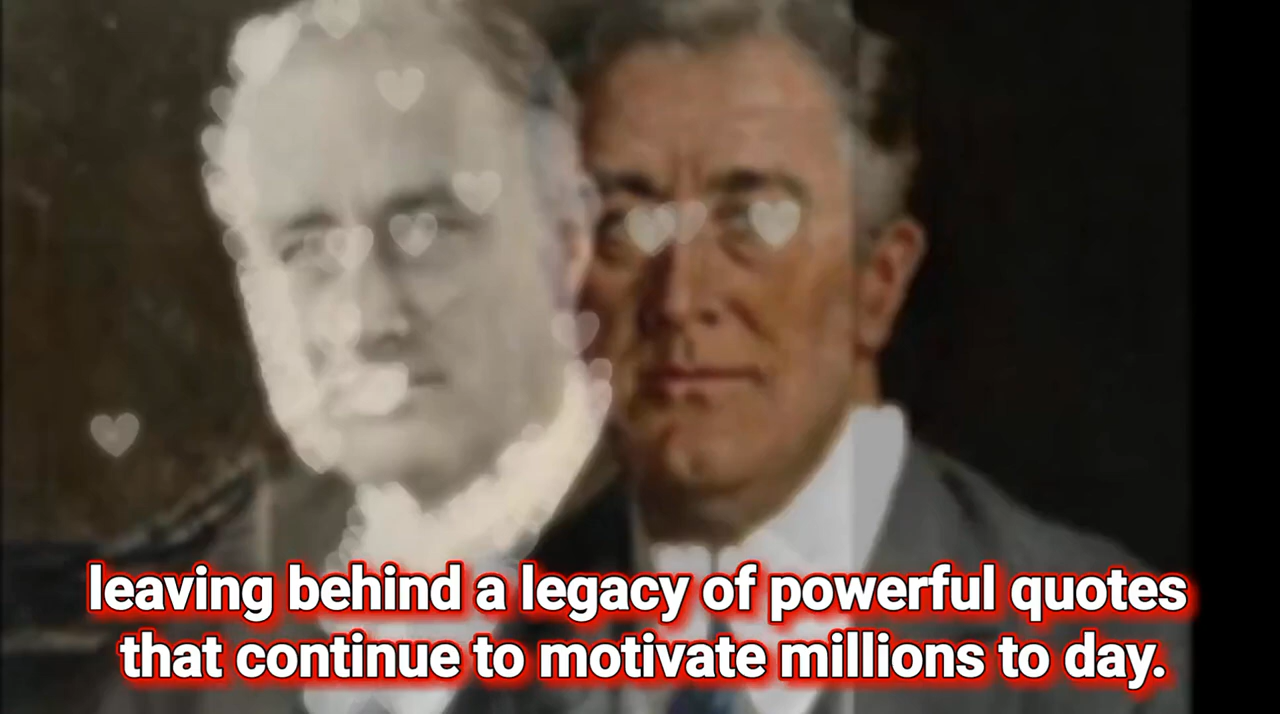 leaving behind a legacy of powerful quotes
that continue to motivate millions to day.